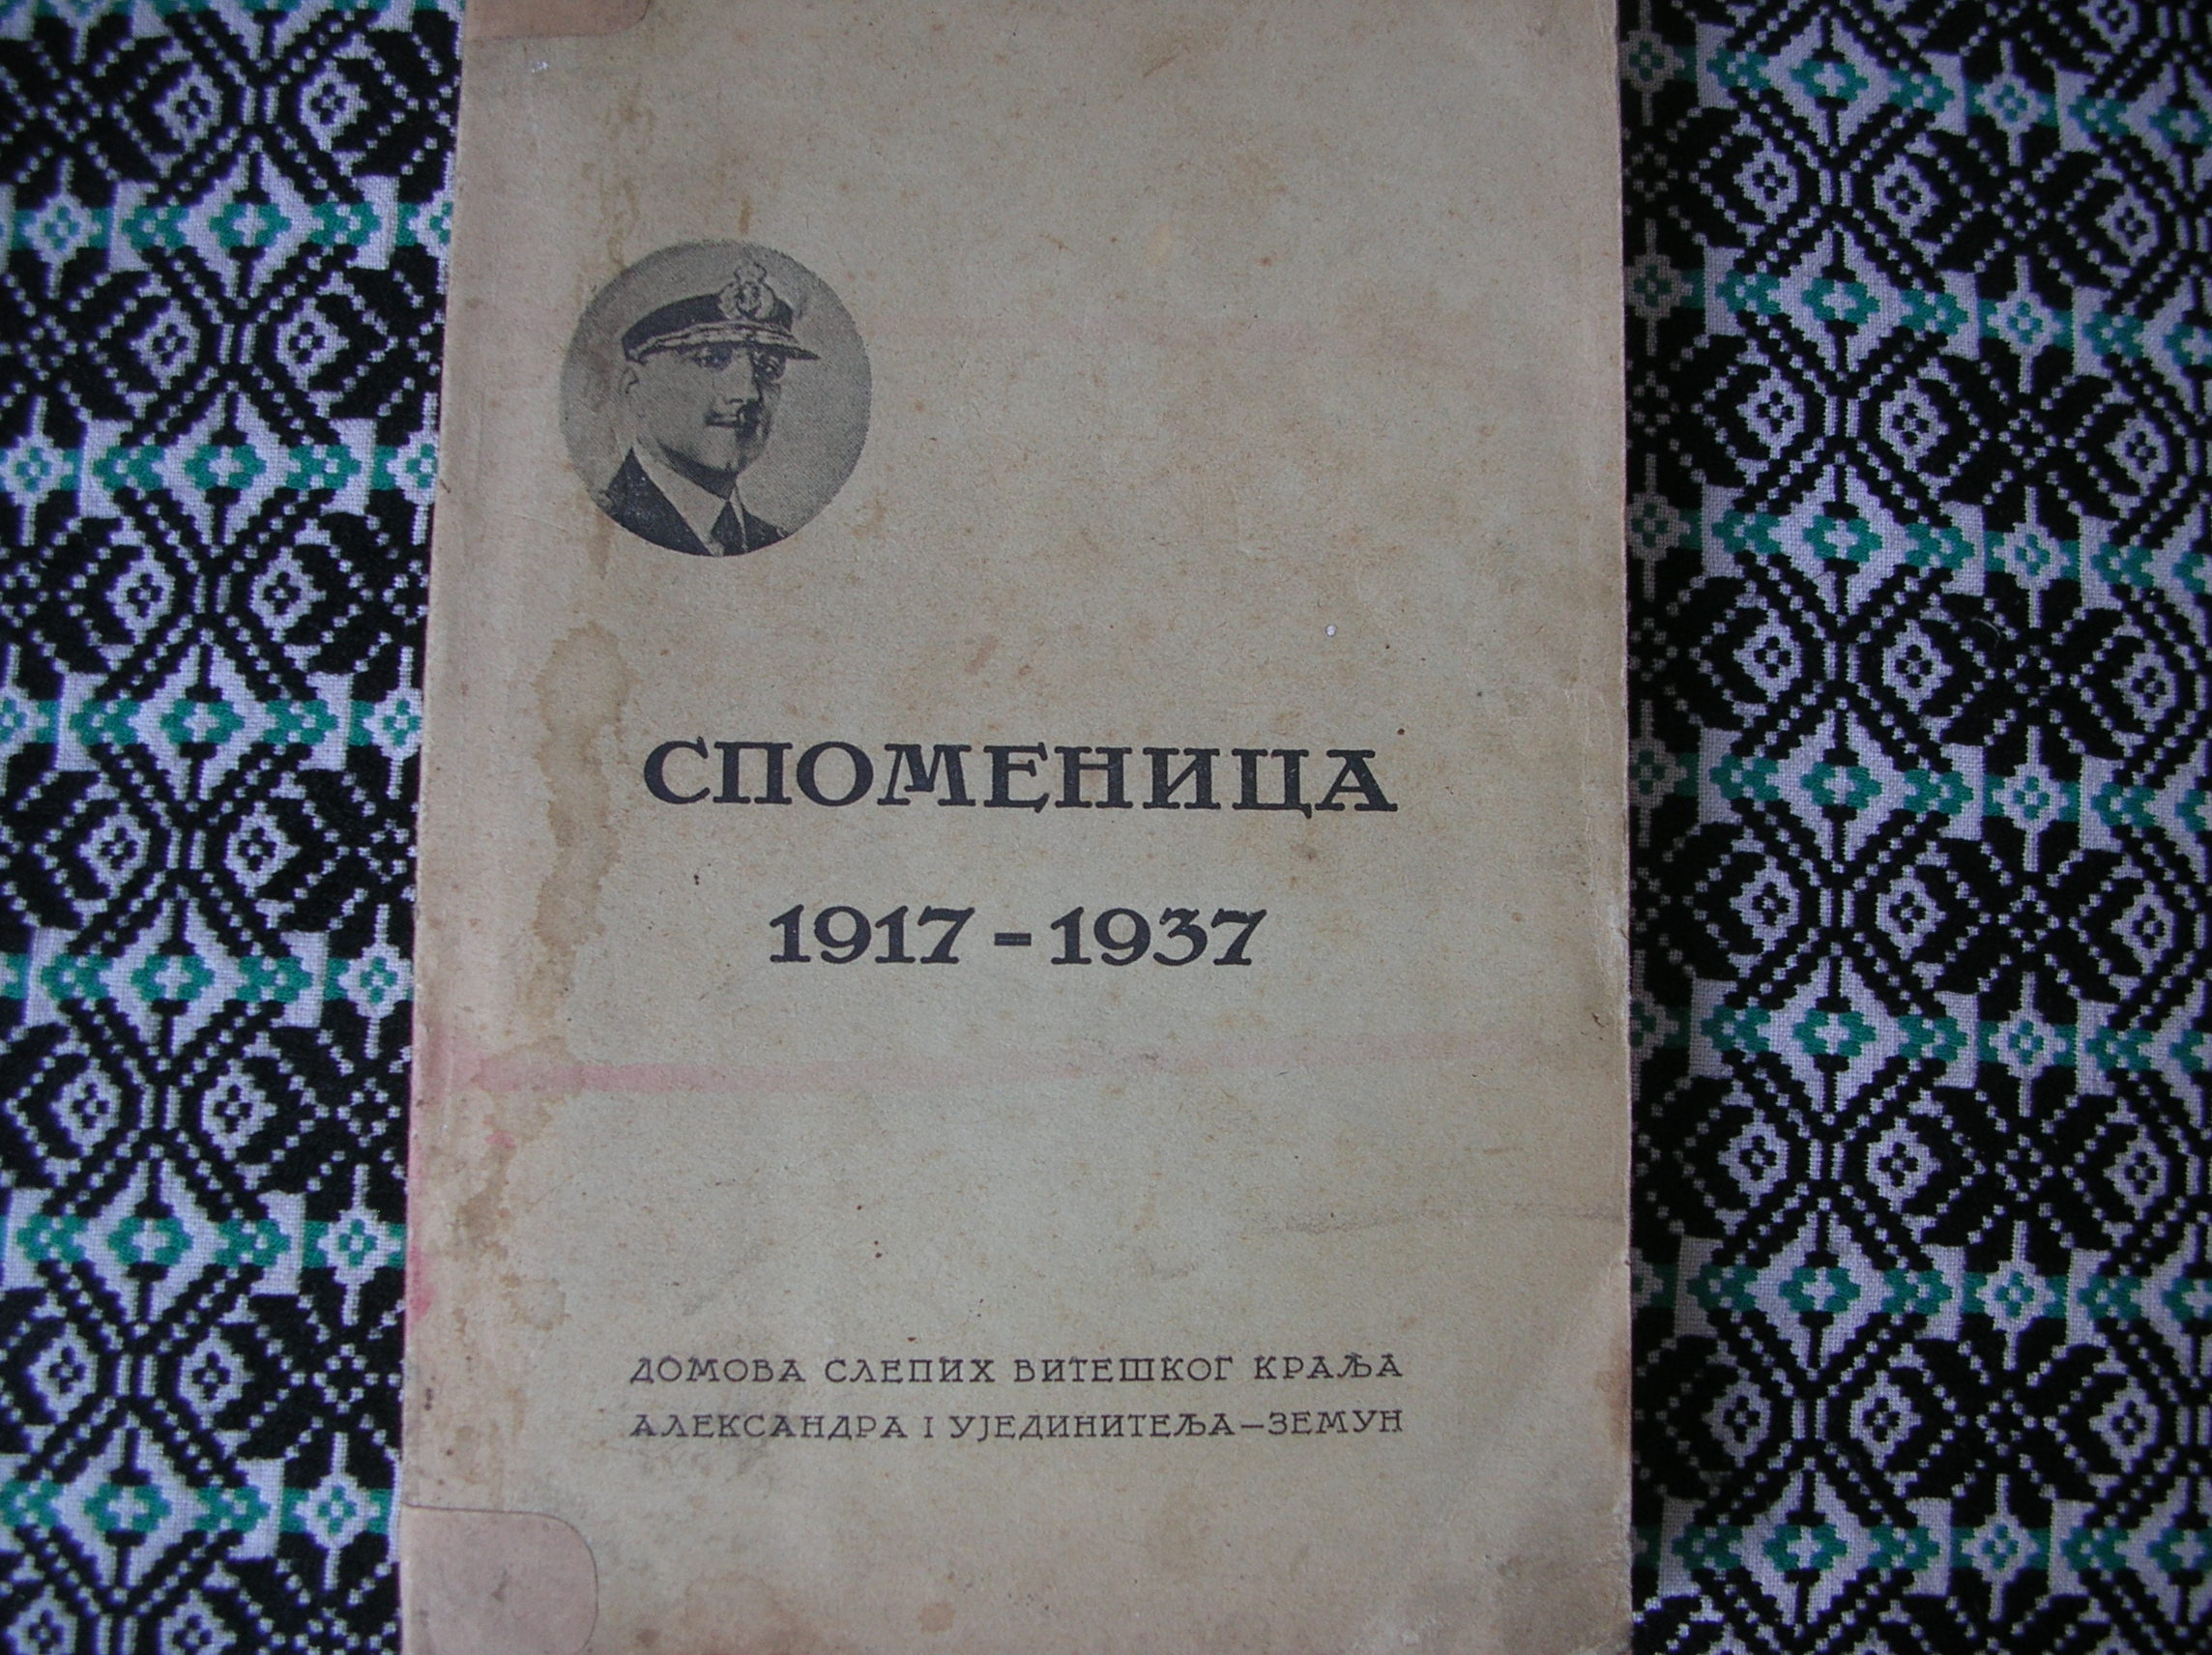 СПОМЕНИЦА
1917-1937
ДОМОВА СЛЕПИХ ВИТЕШКОГ КРАЉА
АЛЕКСАНДРА I УЈЕДИНИТЕЉА—ЗЕМУН